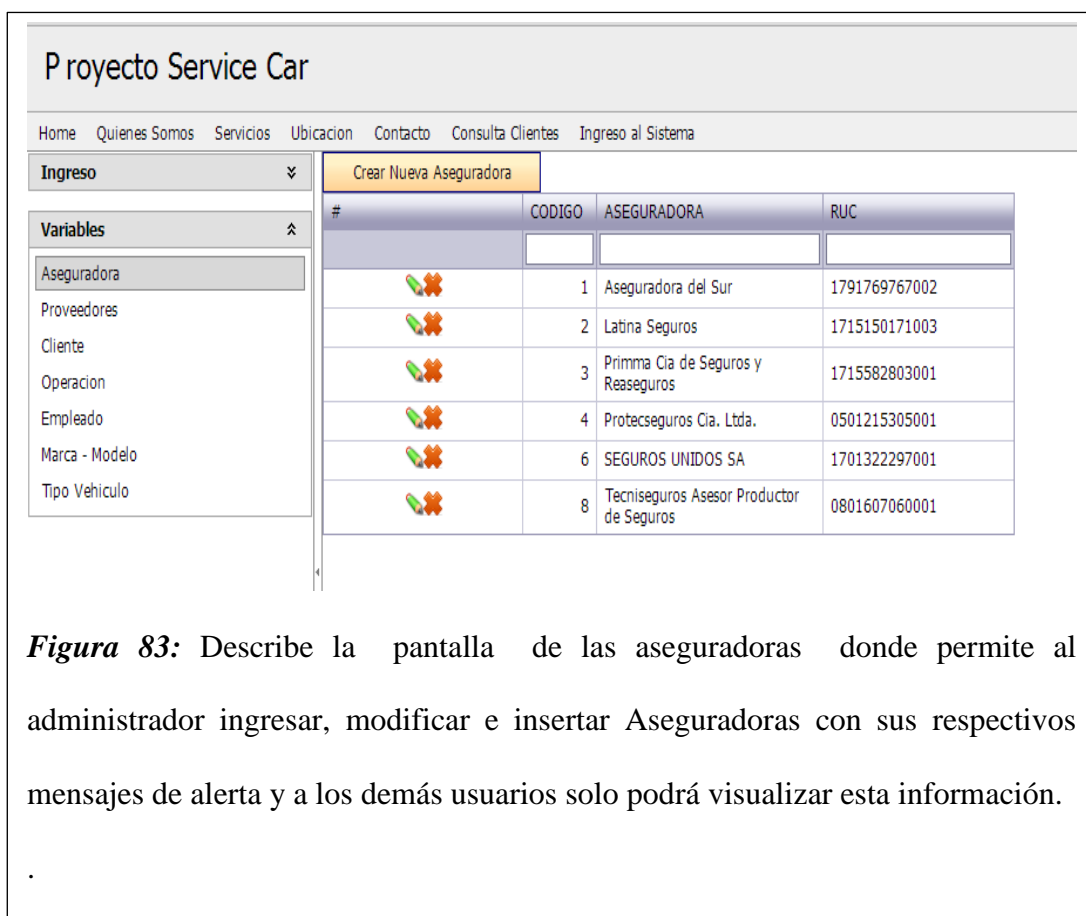 Proyecto Service Car
Home Quienes Somos Servicios Ubicacion Contacto Consulta Clientes Ingreso al Sistema
Ingreso
Variables
Aseguradora
Proveedores
Cliente
Operacion
Empleado
Marca - Modelo
Tipo Vehiculo
Crear Nueva Aseguradora
# CODIGO ASEGURADORA RUC
1 Aseguradora del Sur 1791769767002
2 Latina Seguros 1715150171003
3 Primma Cia de Seguros y Reaseguros 1715582803001
4 Protecseguros Cia. Ltda. 0501215305001
6 SEGUROS UNIDOS SA 1701322297001
8 Tecniseguros Asesor Productor de Seguros 0801607060001
Figura 83: Describe la pantalla de las aseguradoras donde permite al
administrador ingresar, modificar e insertar Aseguradoras con sus respectivos
mensajes de alerta y a los demás usuarios solo podrá visualizar esta información.
.